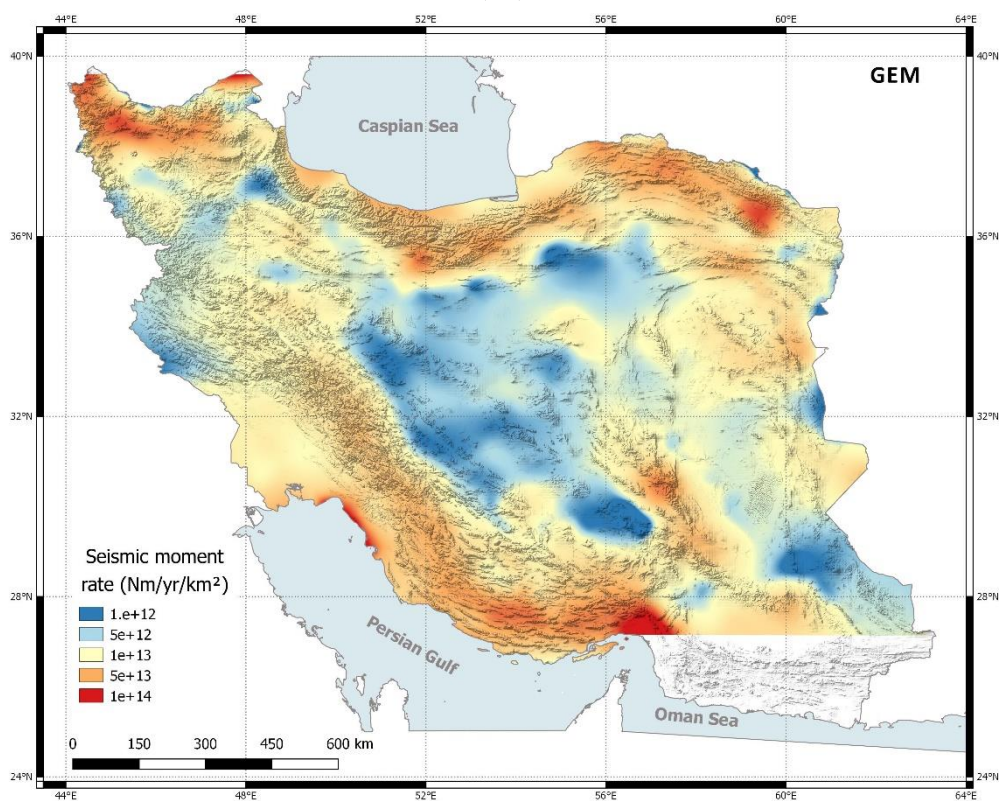 44°E 48°E 52°E 56°E 60°E 64°E
40°N 40°N
GEM
Caspian Sea
36°N 36°N
32°N 32°N
Seismic moment
rate (Nm/yr/km²)
28°N 28°N
1.e+12
5e+12
1e+13
5e+13
1e+14
Persian Gulf
Oman Sea
0 150 300 450 600 km
24°N 24°N
44°E 48°E 52°E 56°E 60°E 64°E